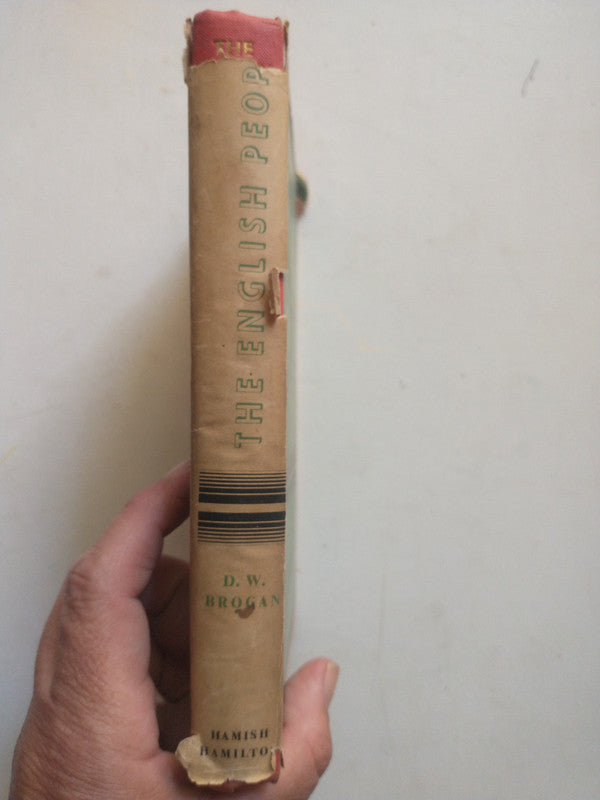 THE
THE ENGLISH PEOP
D. W.
BROGAN
HAMISH
HAMILTO